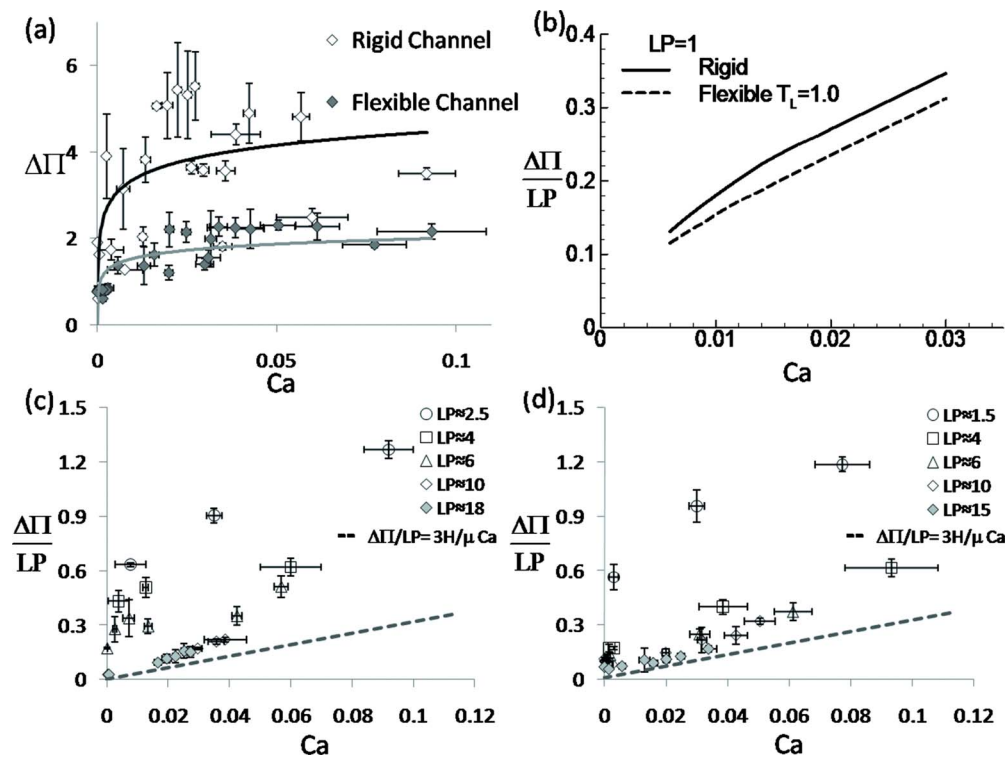 (a)
6
ΔΠ4
2
0
0
0.05
0.1
Ca
Rigid Channel
Flexible Channel
(b)
0.4
0.3
0.2
0.1
0
ΔΠ
LP
LP=1
Rigid
Flexible T_L=1.0
0
0.01
0.02
0.03
Ca
(c)
1.5
1.2
0.9
0.6
0.3
0
ΔΠ
LP
LP≈2.5
LP≈4
LP≈6
LP≈10
LP≈18
ΔΠ/LP= 3H/μ Ca
0
0.02
0.04
0.06
0.08
0.1
0.12
Ca
(d)
1.5
1.2
0.9
0.6
0.3
0
ΔΠ
LP
LP≈1.5
LP≈4
LP≈6
LP≈10
LP≈15
ΔΠ/LP= 3H/μ Ca
0
0.02
0.04
0.06
0.08
0.1
0.12
Ca